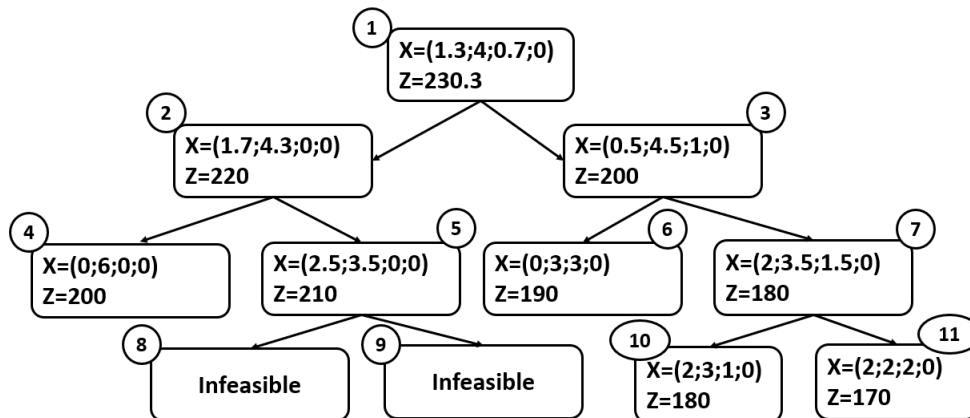 1
X=(1.3;4;0.7;0)
Z=230.3
2
X=(1.7;4.3;0;0)
Z=220
3
X=(0.5;4.5;1;0)
Z=200
4
X=(0;6;0;0)
Z=200
5
X=(2.5;3.5;0;0)
Z=210
6
X=(0;3;3;0)
Z=190
7
X=(2;3.5;1.5;0)
Z=180
8
Infeasible
9
Infeasible
10
X=(2;3;1;0)
Z=180
11
X=(2;2;2;0)
Z=170